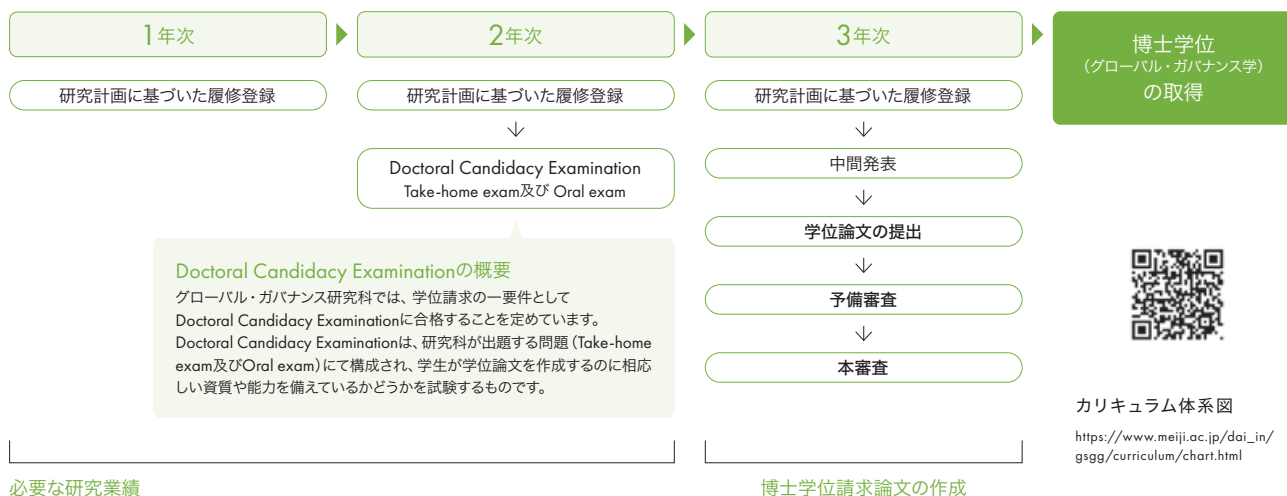 1年次
2年次
3年次
博士学位
（グローバル・ガバナンス学）
の取得
研究計画に基づいた履修登録
研究計画に基づいた履修登録
研究計画に基づいた履修登録
Doctoral Candidacy Examination
Take-home exam及び Oral exam
中間発表
学位論文の提出
予備審査
本審査
Doctoral Candidacy Examinationの概要
グローバル・ガバナンス研究科では、学位請求の一要件として
Doctoral Candidacy Examinationに合格することを定めています。
Doctoral Candidacy Examinationは、研究科が出題する問題（Take-home
exam及びOral exam）にて構成され、学生が学位論文を作成するのに相応
しい資質や能力を備えているかどうかを試験するものです。
カリキュラム体系図
https://www.meiji.ac.jp/dai_in/
gsgg/curriculum/chart.html
必要な研究業績
博士学位請求論文の作成